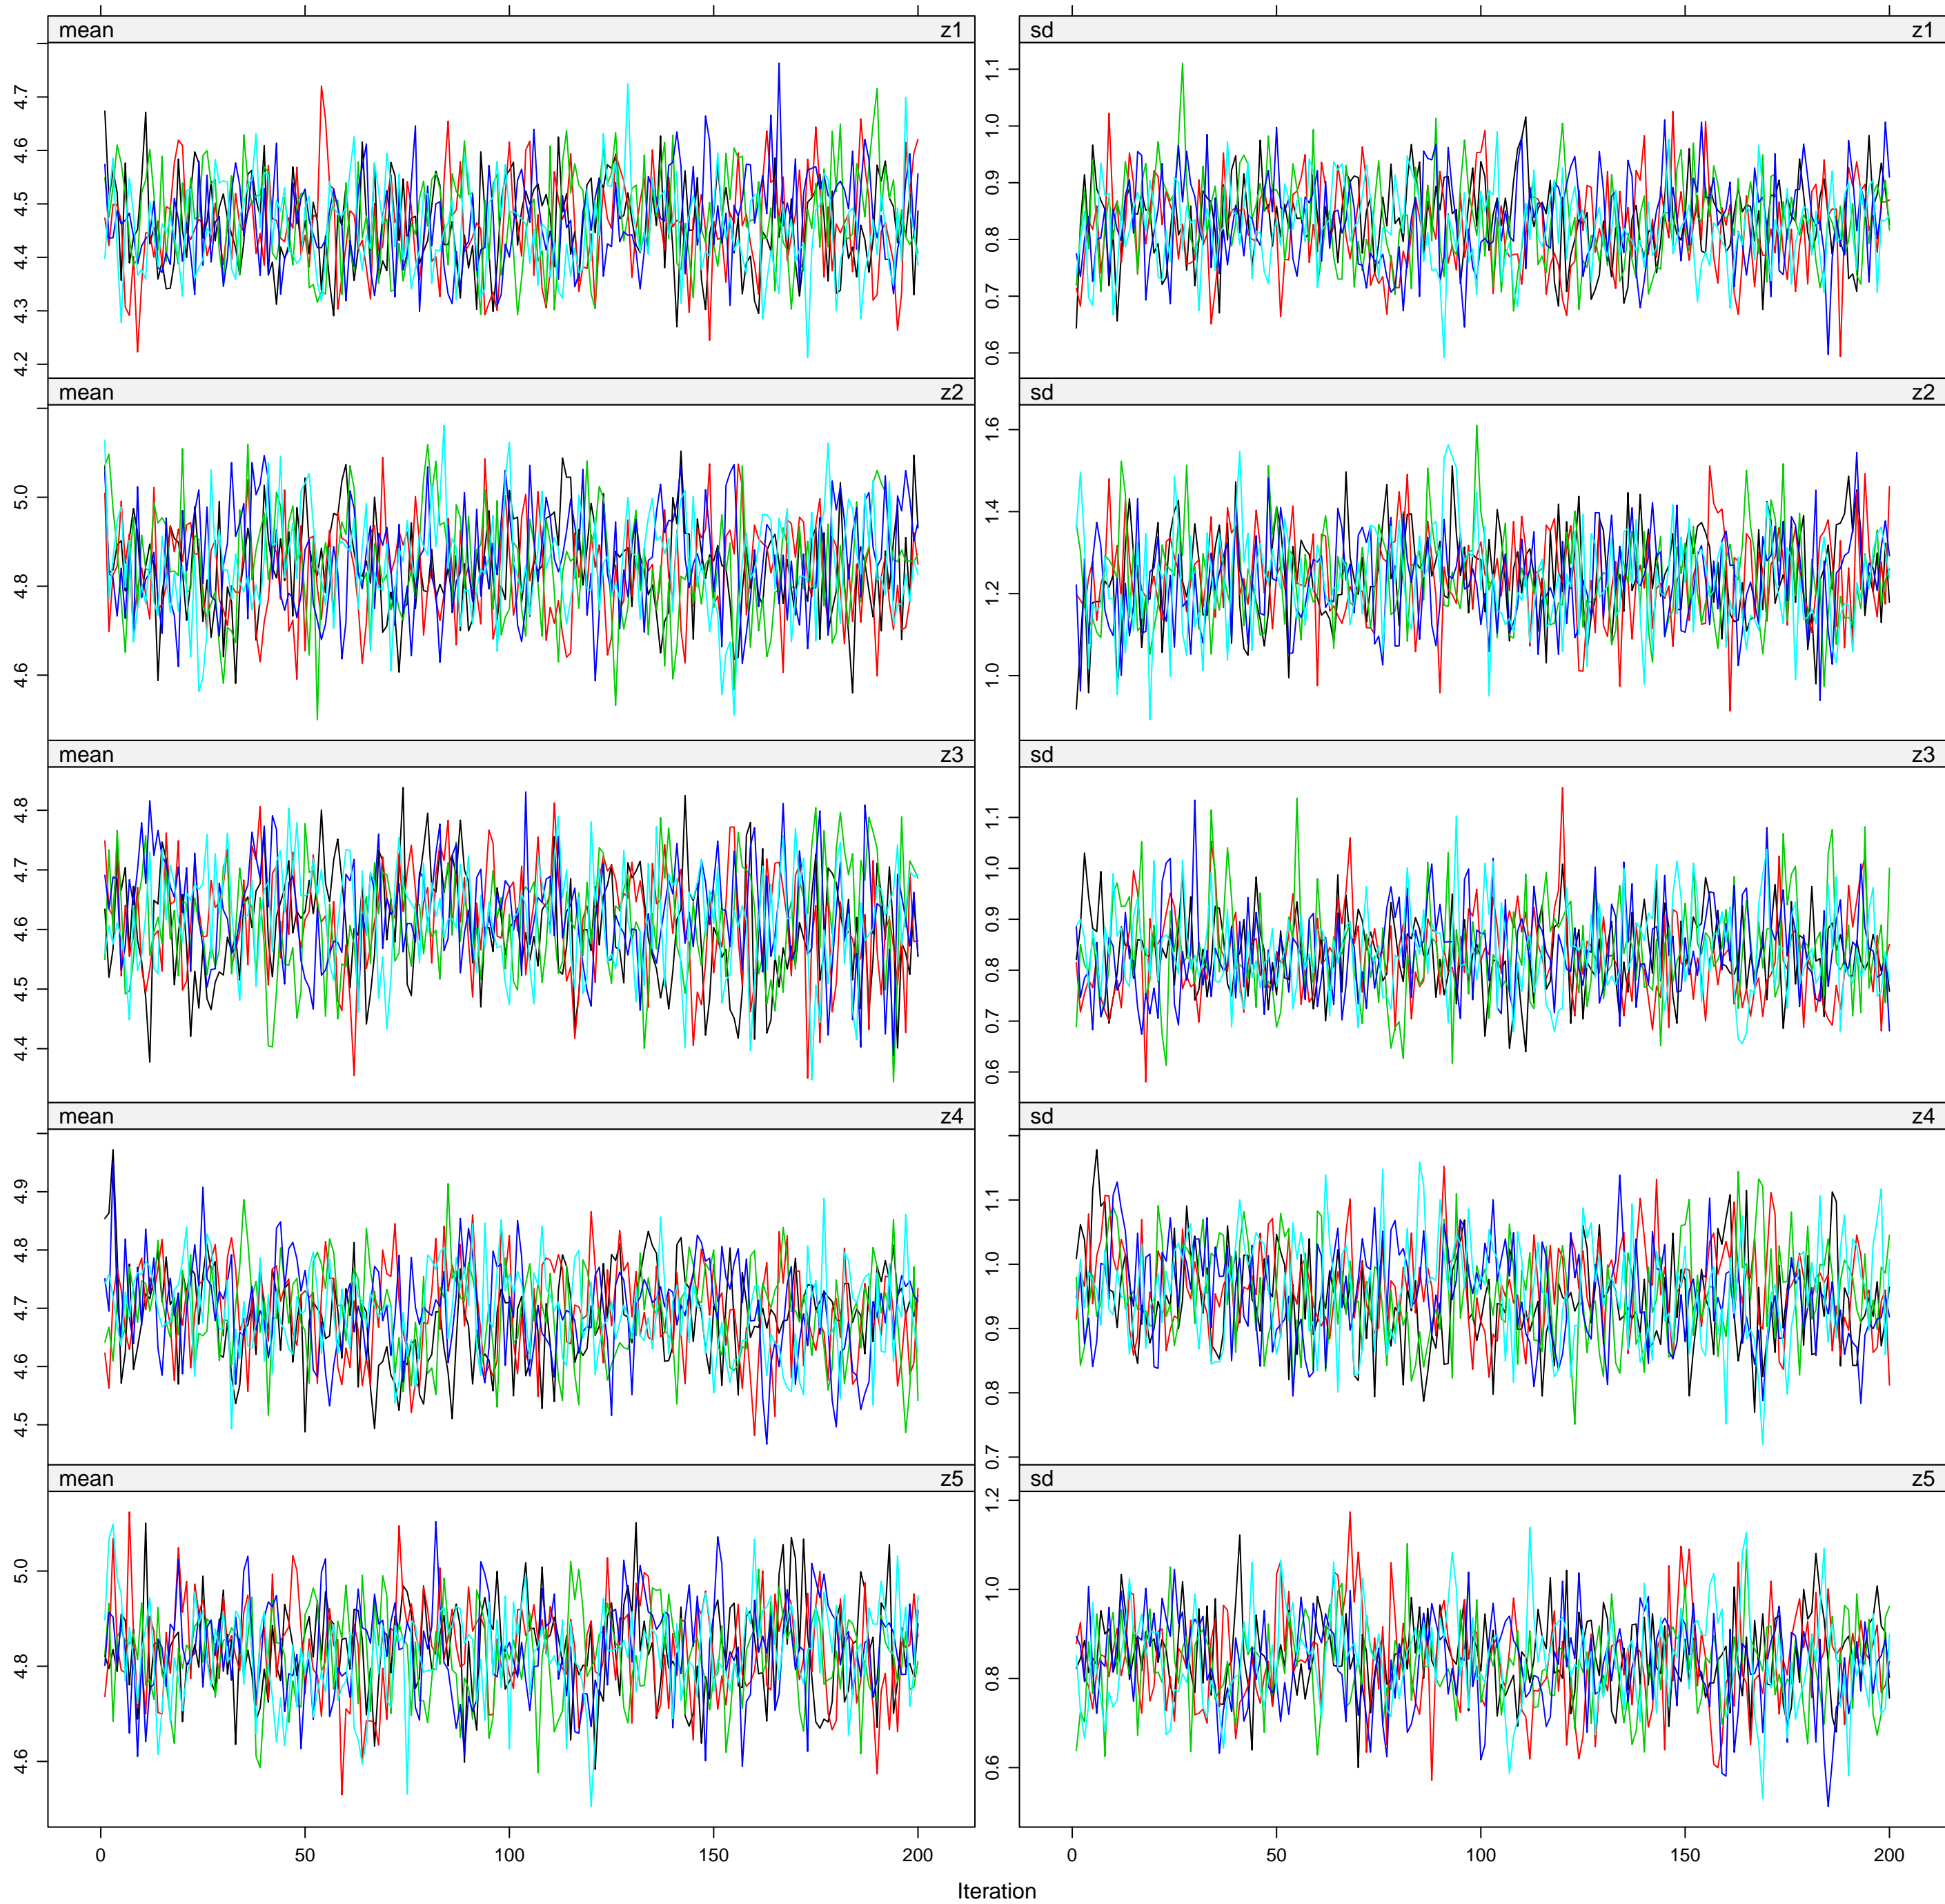 mean z1 sd z1
4.2 4.3 4.4 4.5 4.6 4.7
0.6 0.7 0.8 0.9 1.0 1.1
mean z2 sd z2
4.6 4.8 5.0
1.0 1.2 1.4 1.6
mean z3 sd z3
4.4 4.5 4.6 4.7 4.8
0.6 0.7 0.8 0.9 1.0 1.1
mean z4 sd z4
4.5 4.6 4.7 4.8 4.9
0.7 0.8 0.9 1.0 1.1
mean z5 sd z5
4.6 4.8 5.0
0.6 0.8 1.0 1.2
0 50 100 150 200 0 50 100 150 200
Iteration